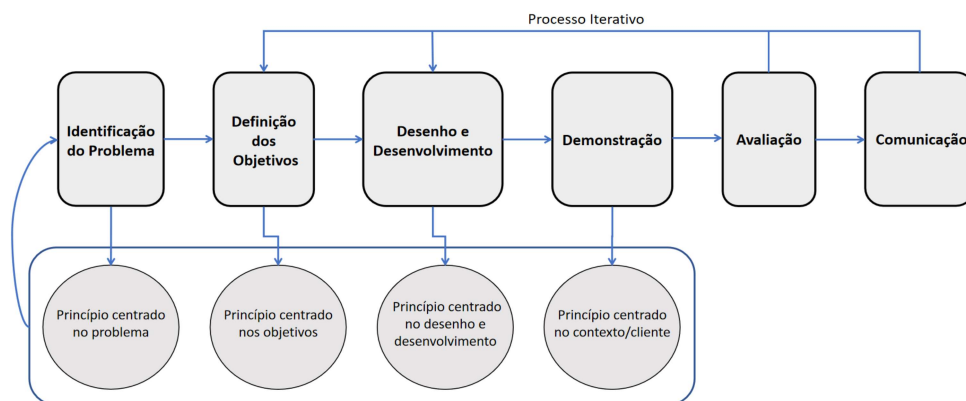 Processo Iterativo
Identificação
do Problema
Definição
dos
Objetivos
Desenho e
Desenvolvimento
Demonstração
Avaliação
Comunicação
Princípio centrado
no problema
Princípio centrado
nos objetivos
Princípio centrado
no desenho e
desenvolvimento
Princípio centrado
no contexto/cliente